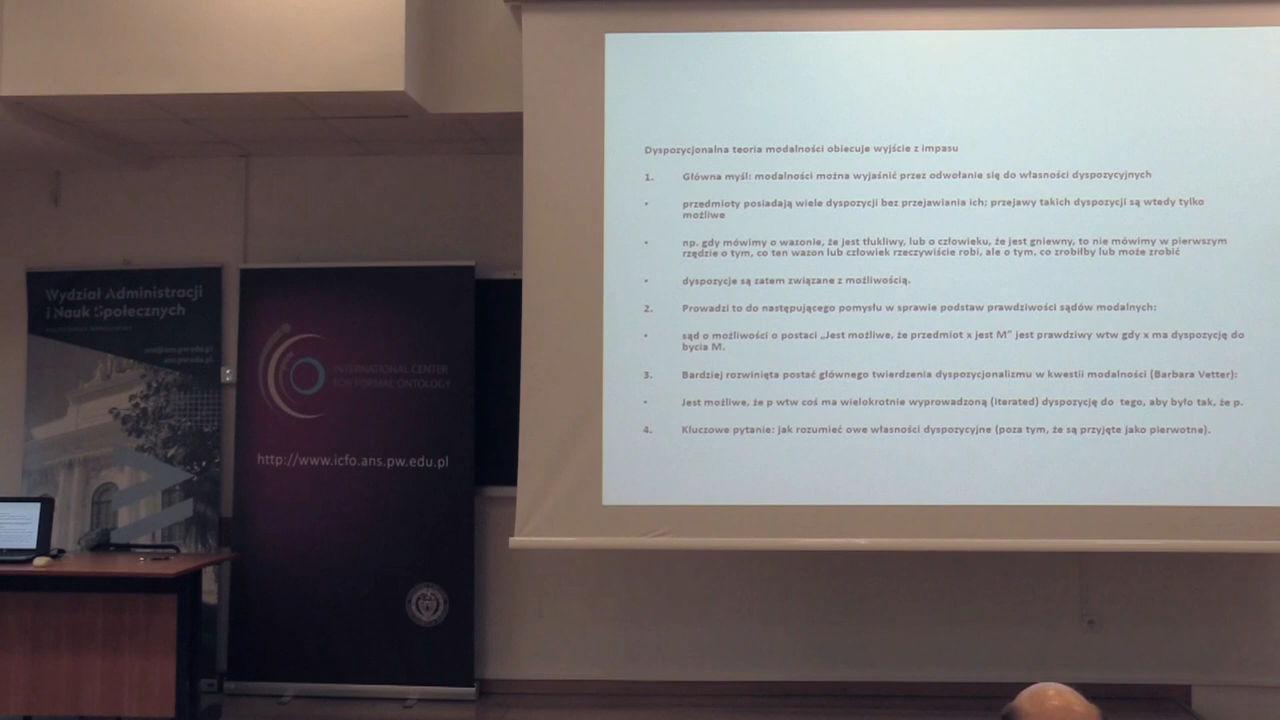 Wydział Administracji
i Nauk Społecznych
ans.pw.edu.pl
INTERNATIONAL CENTER
FOR FORMAL ONTOLOGY
http://www.icfo.ans.pw.edu.pl
Dyspozycjonalna teoria modalności obiecuje wyjście z impasu
1. Główna myśl: modalności można wyjaśnić przez odwołanie się do własności dyspozycyjnych
• przedmioty posiadają wiele dyspozycji bez przejawiania ich; przejawy takich dyspozycji są wtedy tylko
możliwe
• np. gdy mówimy o wazonie, że jest tłukliwy, lub o człowieku, że jest gniewny, to nie mówimy w pierwszym
rzędzie o tym, co ten wazon lub człowiek rzeczywiście robi, ale o tym, co zrobiłby lub może zrobić
• dyspozycje są zatem związane z możliwością.
2. Prowadzi to do następującego pomysłu w sprawie podstaw prawdziwości sądów modalnych:
• sąd o możliwości o postaci „Jest możliwe, że przedmiot x jest M” jest prawdziwy wtw gdy x ma dyspozycję do
bycia M.
3. Bardziej rozwinięta postać głównego twierdzenia dyspozycjonalizmu w kwestii modalności (Barbara Vetter):
• Jest możliwe, że p wtw coś ma wielokrotnie wyprowadzoną (iterated) dyspozycję do tego, aby było tak, że p.
4. Kluczowe pytanie: jak rozumieć owe własności dyspozycyjne (poza tym, że są przyjęte jako pierwotne).